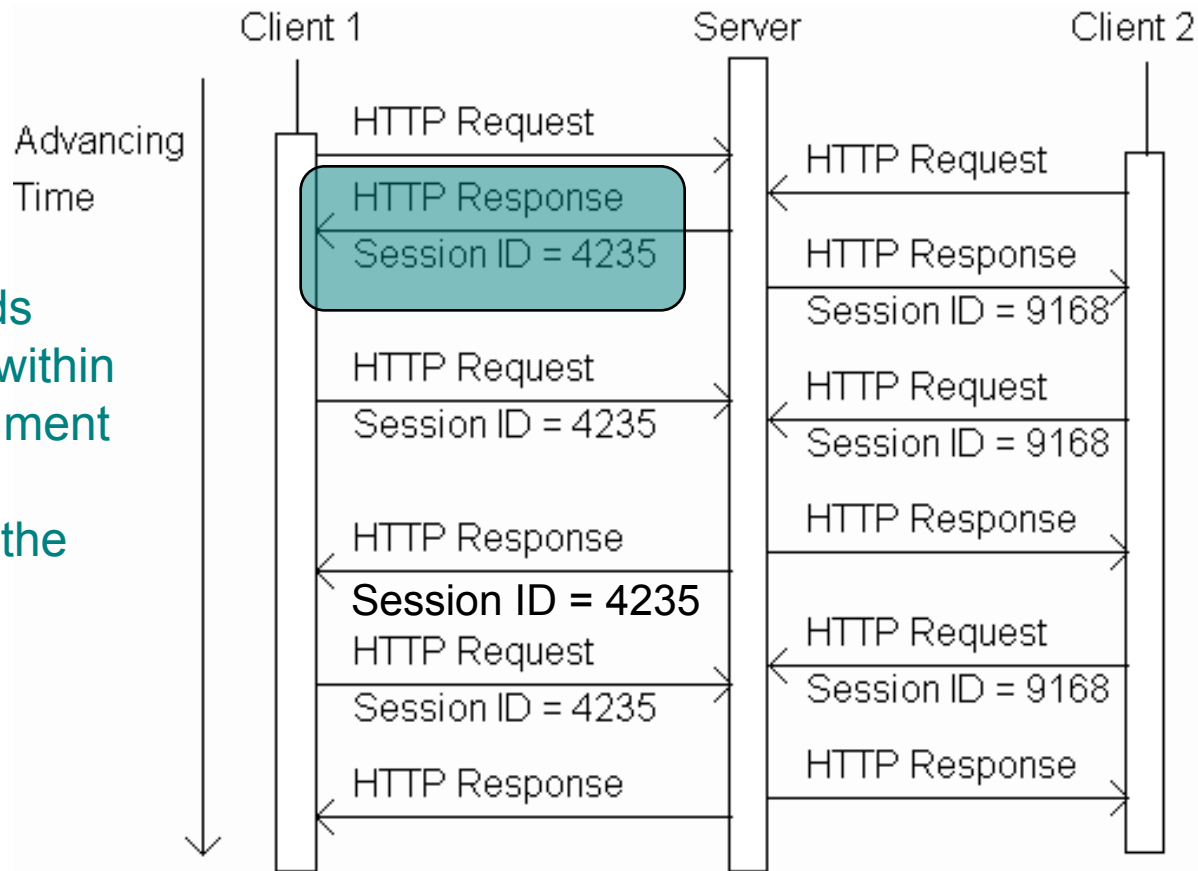 Client 1
Server
Client 2
Advancing
Time
HTTP Request
HTTP Request
HTTP Response
Session ID = 4235
HTTP Response
Session ID = 9168
within
the
HTTP Request
Session ID = 4235
HTTP Request
Session ID = 9168
HTTP Response
Session ID = 4235
HTTP Response
HTTP Request
Session ID = 4235
HTTP Request
Session ID = 9168
HTTP Response
HTTP Response